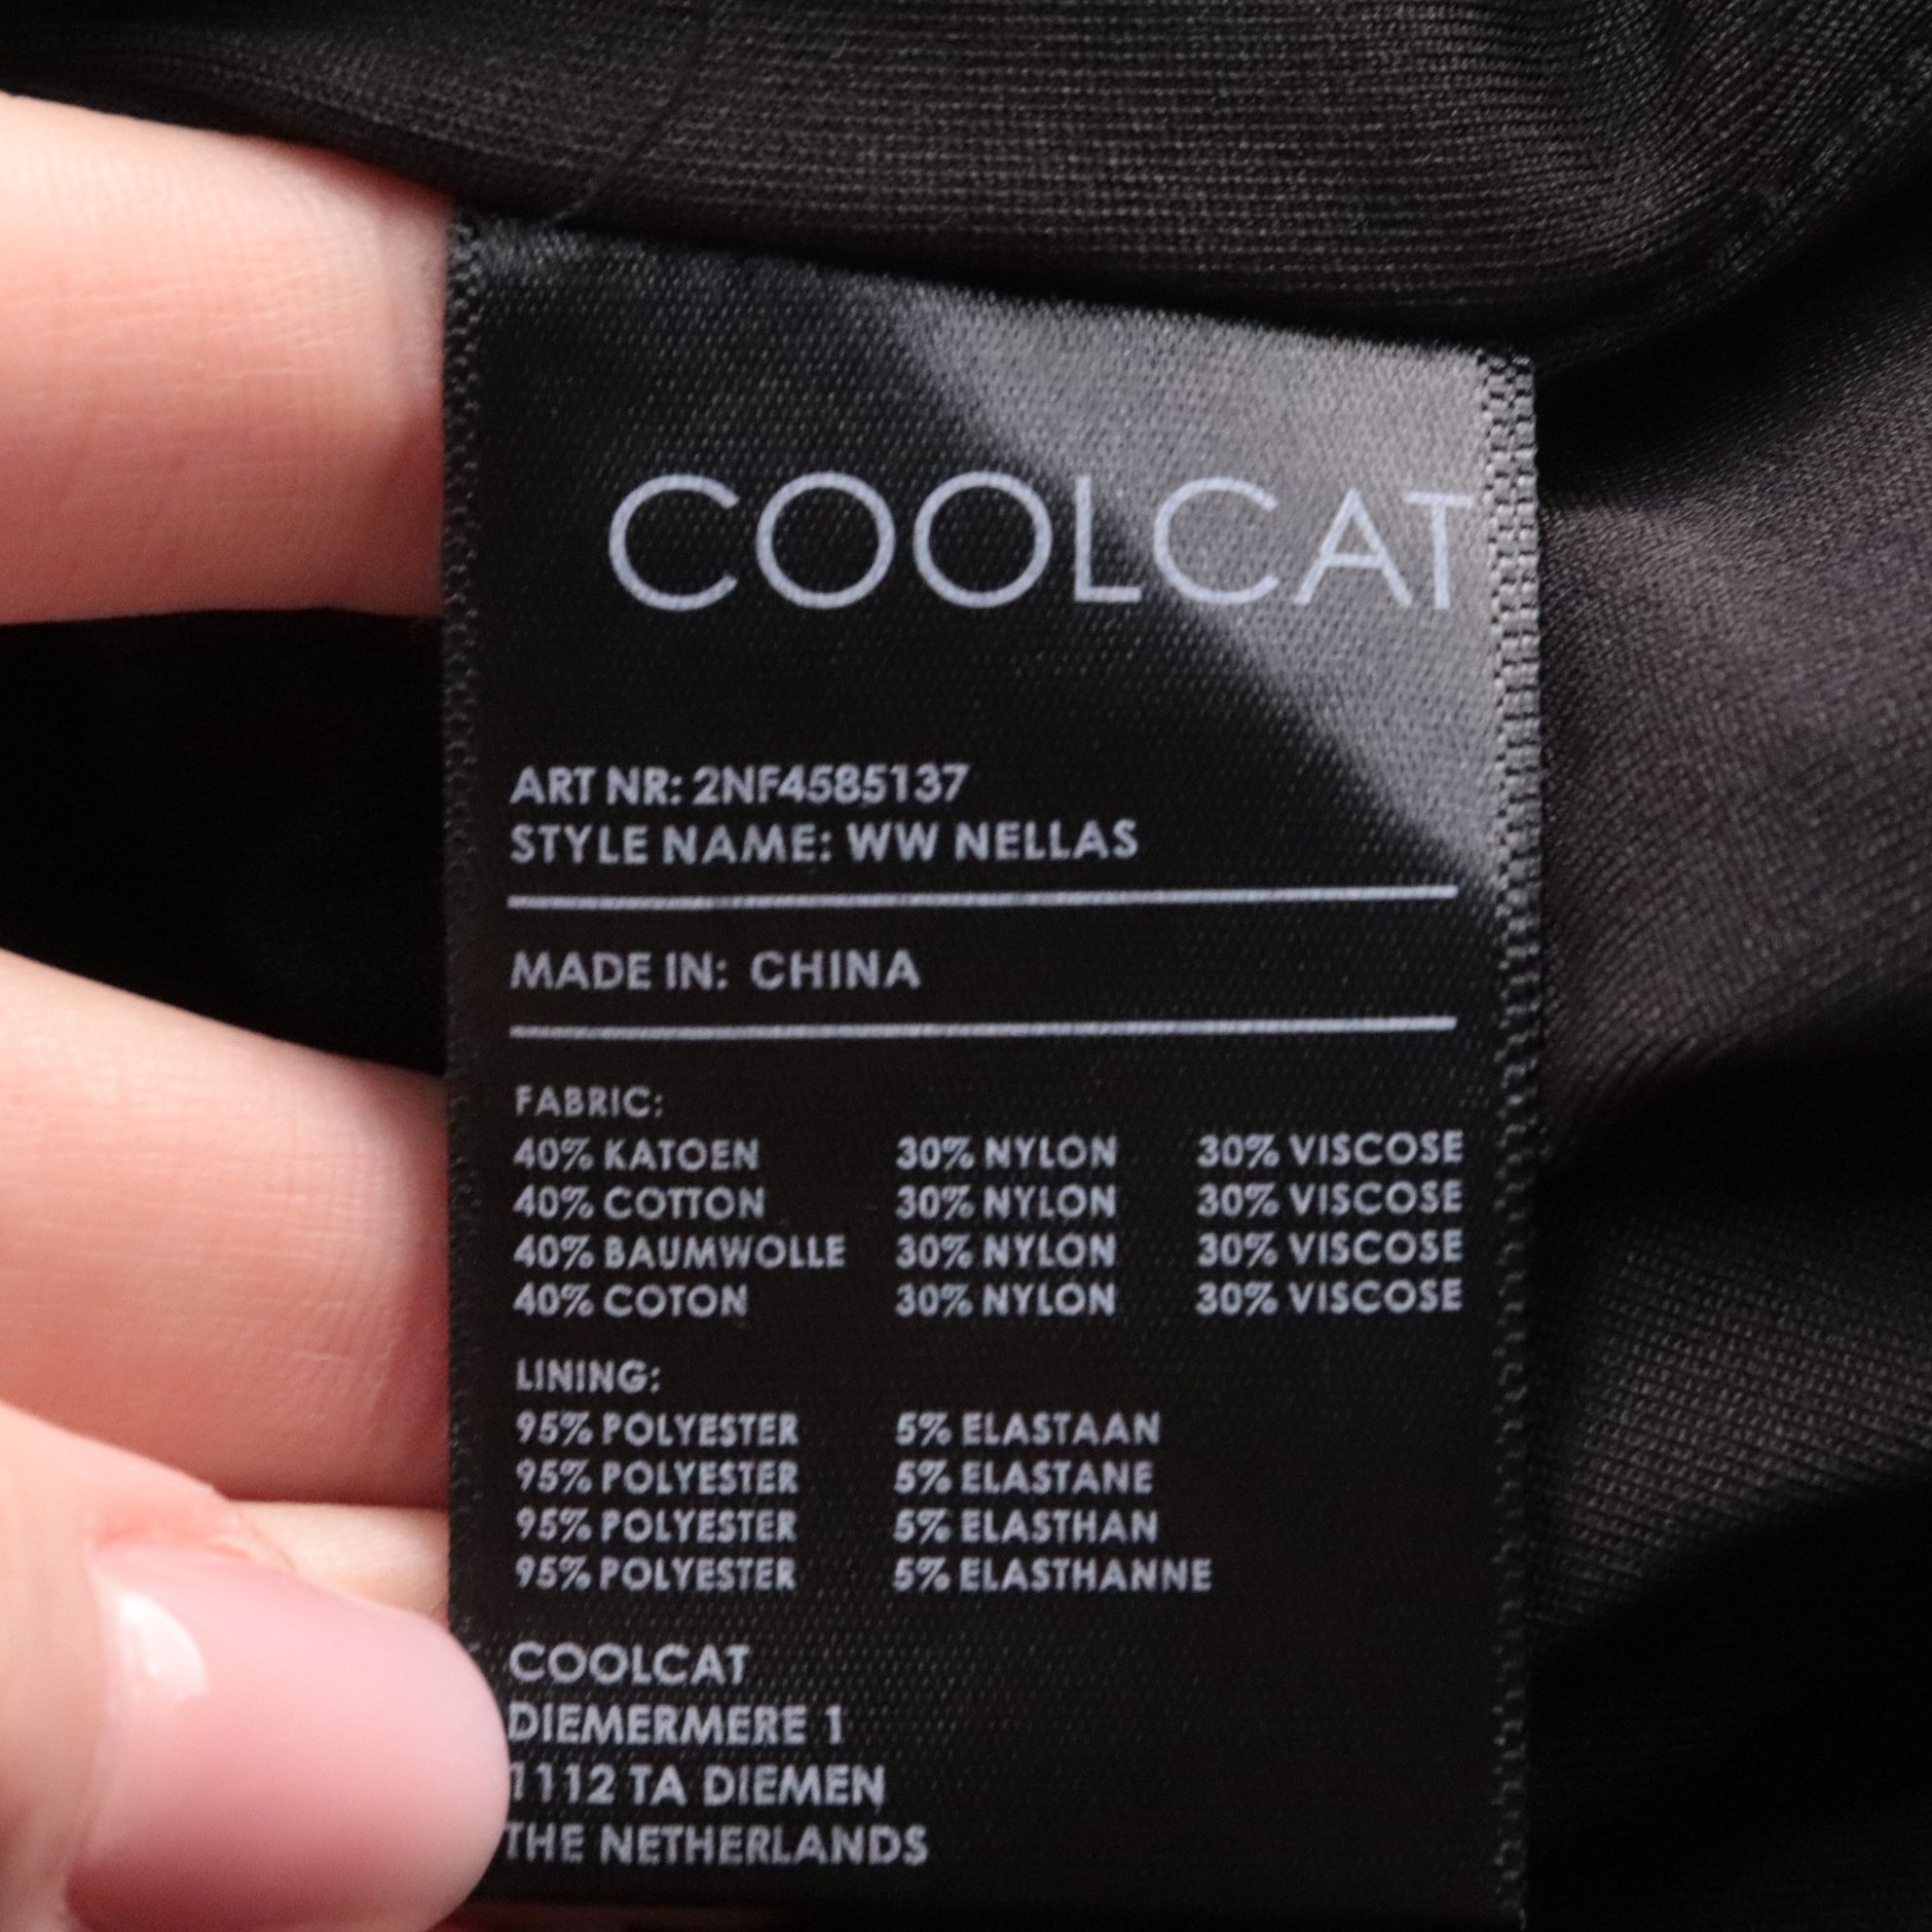 COOLCAT
ART NR: 2NF4585137
STYLE NAME: WW NELLAS
MADE IN: CHINA
FABRIC:
40% KATOEN 30% NYLON 30% VISCOSE
40% COTTON 30% NYLON 30% VISCOSE
40% BAUMWOLLE 30% NYLON 30% VISCOSE
40% COTON 30% NYLON 30% VISCOSE
LINING:
95% POLYESTER 5% ELASTAAN
95% POLYESTER 5% ELASTANE
95% POLYESTER 5% ELASTHAN
95% POLYESTER 5% ELASTHANNE
COOLCAT
DIEMERMERE 1
1112 TA DIEMEN
THE NETHERLANDS